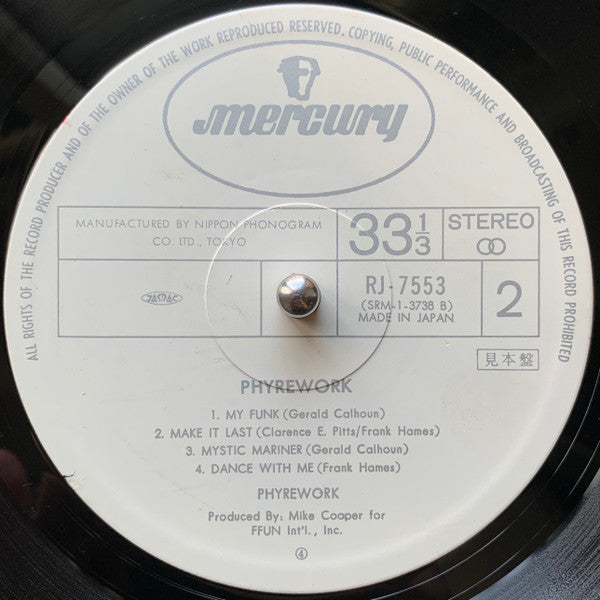 ALL RIGHTS OF THE RECORD PRODUCER AND OF THE OWNER OF THE WORK REPRODUCED RESERVED. COPYING, PUBLIC PERFORMANCE AND BROADCASTING OF THIS RECORD PROHIBITED
mercury
MANUFACTURED BY NIPPON PHONOGRAM
CO. LTD., TOKYO
33 1/3
STEREO
JASRAC
RJ-7553
(SRM-1-3738 B)
MADE IN JAPAN
2
見本盤
PHYREWORK
1. MY FUNK (Gerald Calhoun)
2. MAKE IT LAST (Clarence E. Pitts/Frank Hames)
3. MYSTIC MARINER (Gerald Calhoun)
4. DANCE WITH ME (Frank Hames)
PHYREWORK
Produced By: Mike Cooper for
FFUN Int'l., Inc.
④